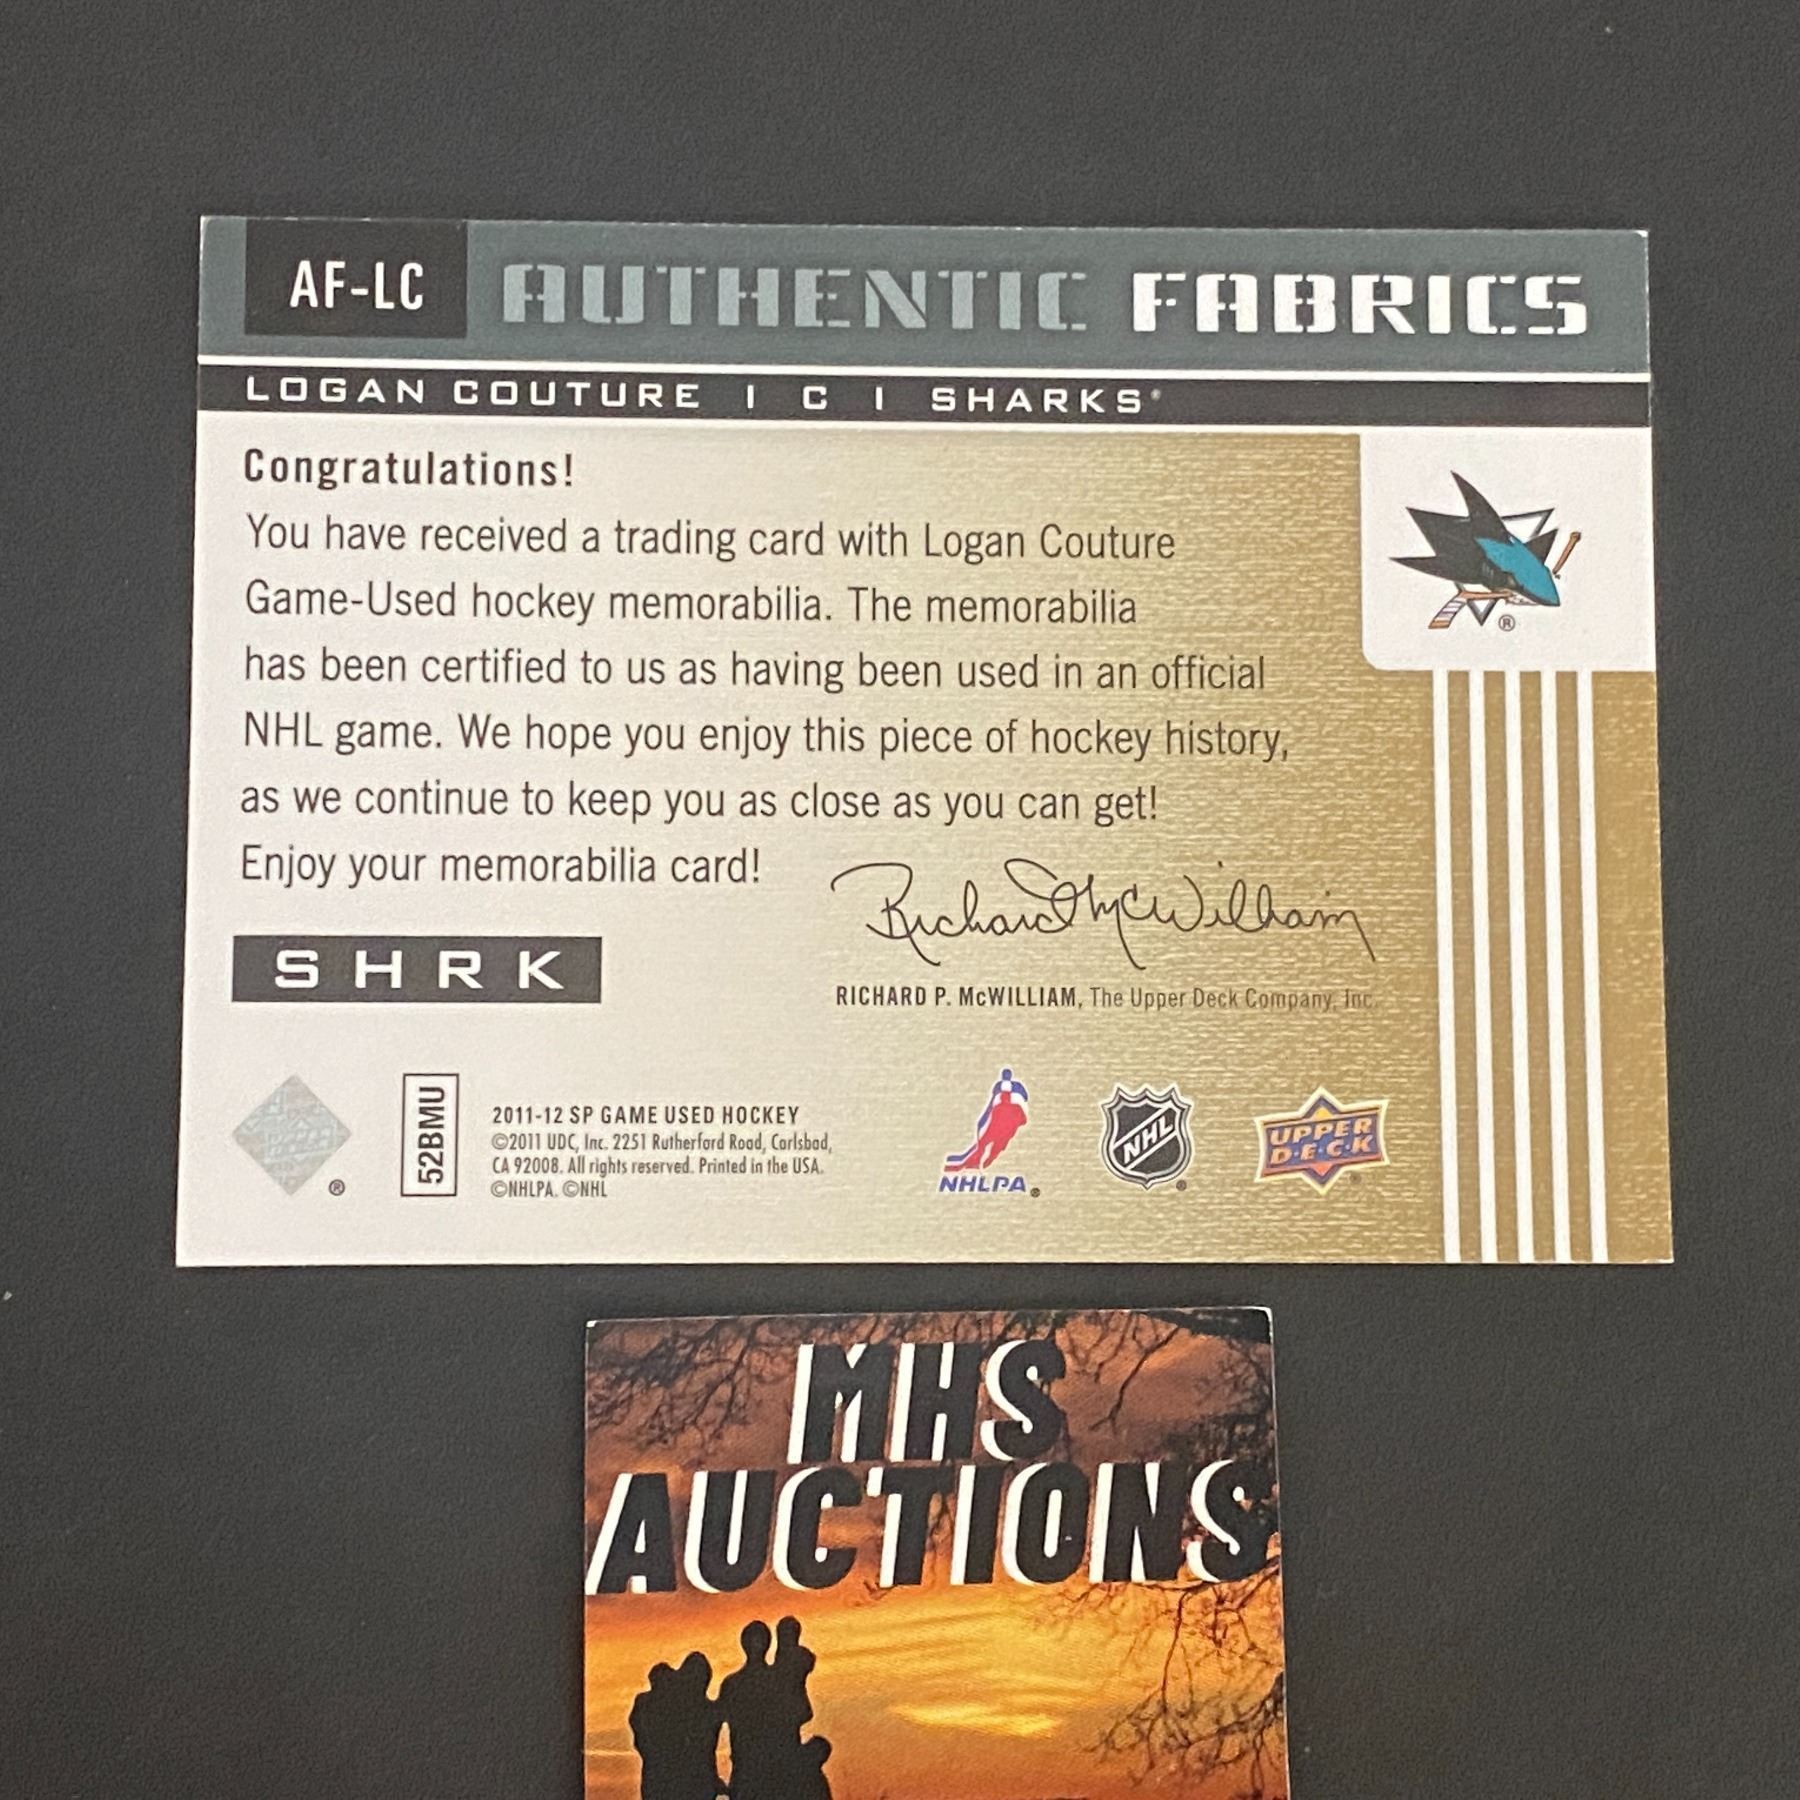 AF-LC AUTHENTIC FABRICS
LOGAN COUTURE | C | SHARKS®
Congratulations!
You have received a trading card with Logan Couture
Game-Used hockey memorabilia. The memorabilia
has been certified to us as having been used in an official
NHL game. We hope you enjoy this piece of hockey history,
as we continue to keep you as close as you can get!
Enjoy your memorabilia card!
®
Richard McWilliam
RICHARD P. McWILLIAM, The Upper Deck Company, Inc.
SHRK
®
52BMU
2011-12 SP GAME USED HOCKEY
©2011 UDC, Inc. 2251 Rutherford Road, Carlsbad,
CA 92008. All rights reserved. Printed in the USA.
©NHLPA. ©NHL
NHLPA®
NHL®
UPPER
D·E·C·K®
MHS
AUCTIONS